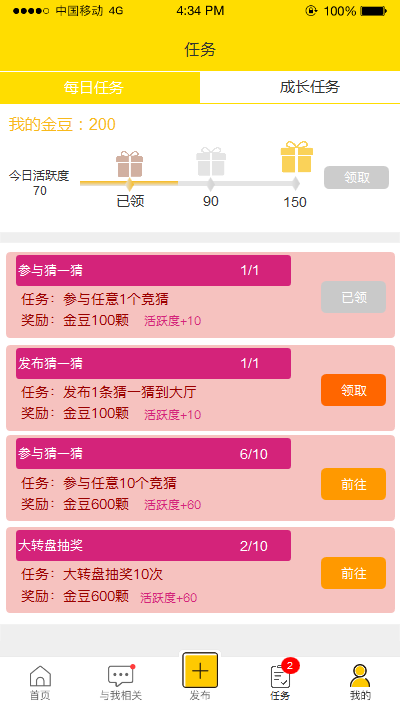 中国移动 4G 4:34 PM 100%
任务
每日任务 成长任务
我的金豆：200
今日活跃度
70
已领 90 150
领取
参与猜一猜 1/1
任务：参与任意1个竞猜
奖励：金豆100颗 活跃度+10
已领
发布猜一猜 1/1
任务：发布1条猜一猜到大厅
奖励：金豆100颗 活跃度+10
领取
参与猜一猜 6/10
任务：参与任意10个竞猜
奖励：金豆600颗 活跃度+60
前往
大转盘抽奖 2/10
任务：大转盘抽奖10次
奖励：金豆600颗 活跃度+60
前往
2
首页 与我相关 发布 任务 我的